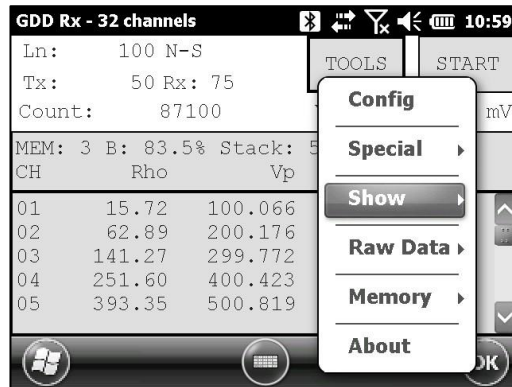 GDD Rx - 32 channels 10:59
Ln: 100 N-S
Tx: 50 Rx: 75
Count: 87100
mV
TOOLS START
MEM: 3 B: 83.5% Stack: 5
CH Rho Vp
01 15.72 100.066
02 62.89 200.176
03 141.27 299.772
04 251.60 400.423
05 393.35 500.819
Config
Special
Show
Raw Data
Memory
About